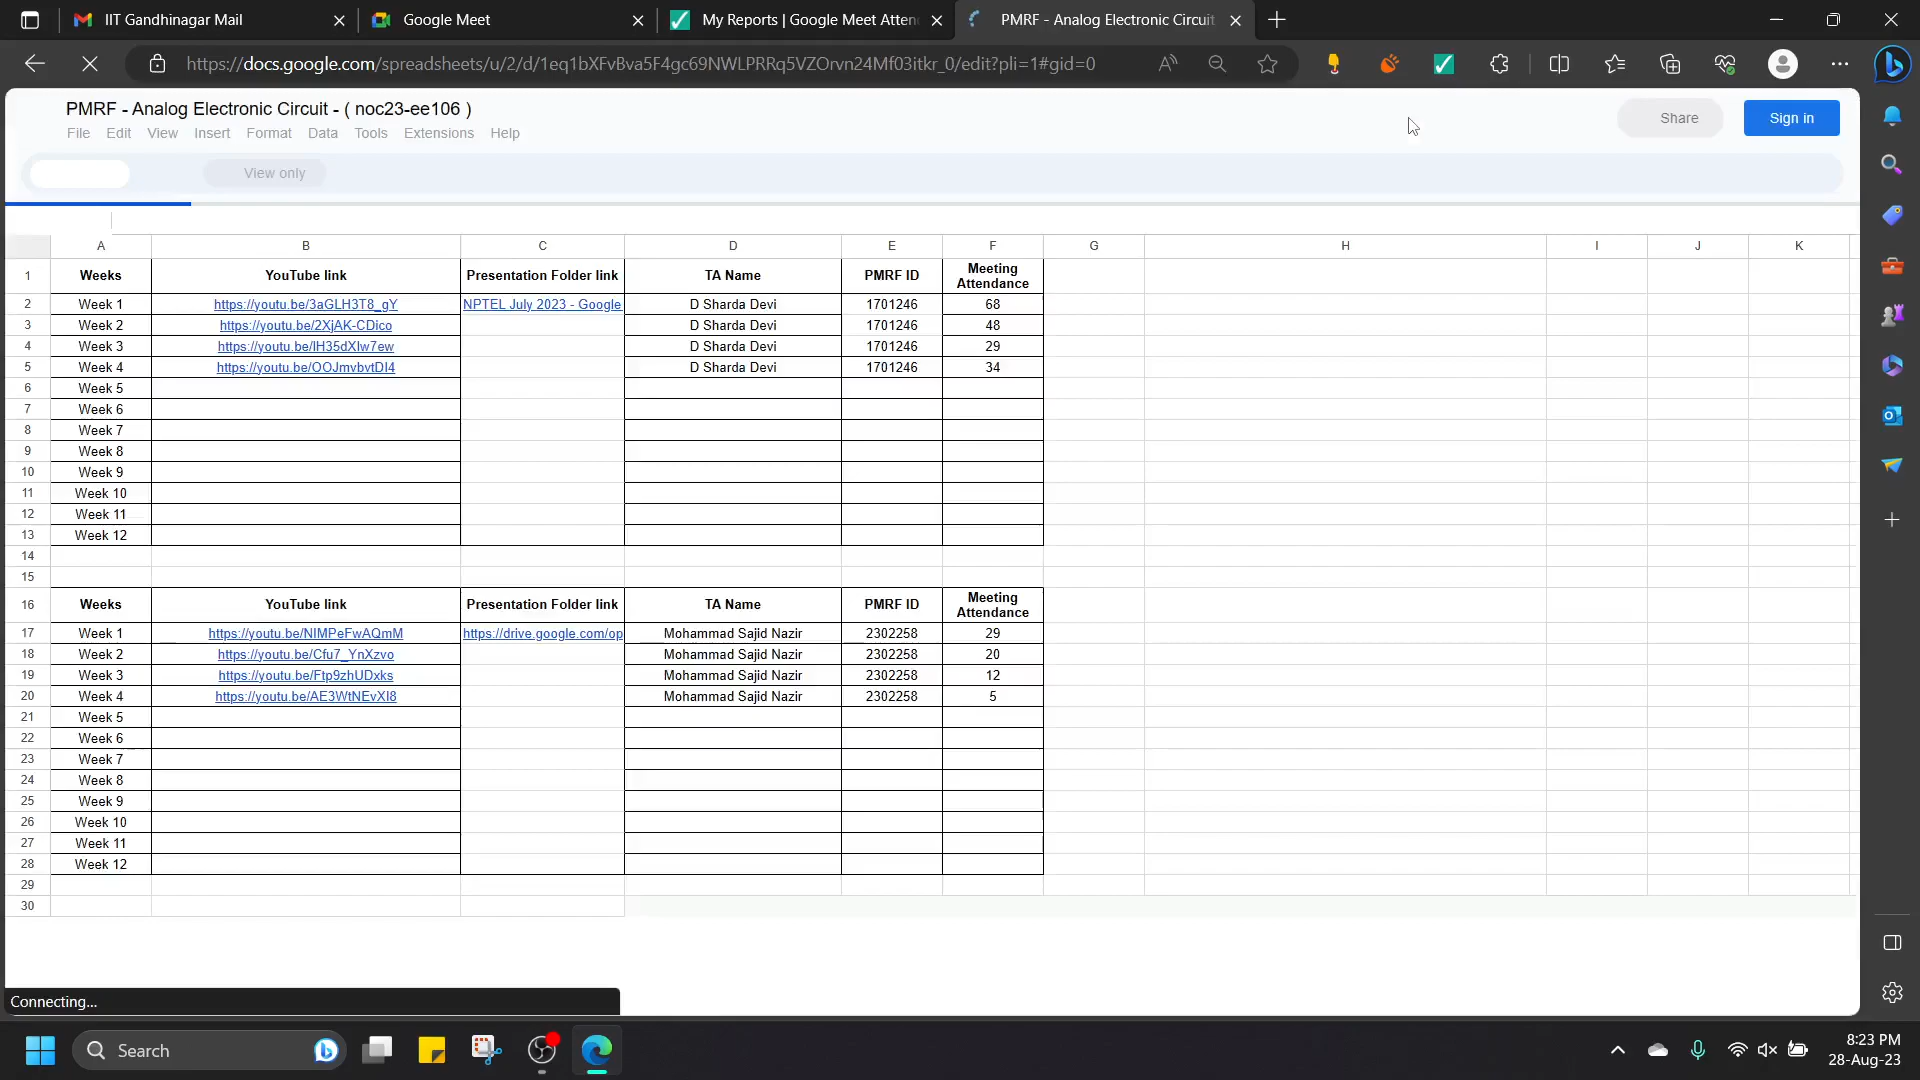 IIT Gandhinagar Mail
Google Meet
My Reports | Google Meet Atten
PMRF - Analog Electronic Circuit
https://docs.google.com/spreadsheets/u/2/d/1eq1bXFvBva5F4gc69NWLPRRq5VZOrvn24Mf03itkr_0/edit?pli=1#gid=0
PMRF - Analog Electronic Circuit - ( noc23-ee106 )
File Edit View Insert Format Data Tools Extensions Help
Share
Sign in
View only
A B C D E F G H I J K
1 Weeks YouTube link Presentation Folder link TA Name PMRF ID Meeting Attendance
2 Week 1 https://youtu.be/3aGLH3T8_gY NPTEL July 2023 - Google D Sharda Devi 1701246 68
3 Week 2 https://youtu.be/2XjAK-CDico D Sharda Devi 1701246 48
4 Week 3 https://youtu.be/lH35dXIw7ew D Sharda Devi 1701246 29
5 Week 4 https://youtu.be/OOJmvbvtDI4 D Sharda Devi 1701246 34
6 Week 5
7 Week 6
8 Week 7
9 Week 8
10 Week 9
11 Week 10
12 Week 11
13 Week 12
14
15
16 Weeks YouTube link Presentation Folder link TA Name PMRF ID Meeting Attendance
17 Week 1 https://youtu.be/NIMPeFwAQmM https://drive.google.com/op Mohammad Sajid Nazir 2302258 29
18 Week 2 https://youtu.be/Cfu7_YnXzvo Mohammad Sajid Nazir 2302258 20
19 Week 3 https://youtu.be/Ftp9zhUDxks Mohammad Sajid Nazir 2302258 12
20 Week 4 https://youtu.be/AE3WtNEvXI8 Mohammad Sajid Nazir 2302258 5
21 Week 5
22 Week 6
23 Week 7
24 Week 8
25 Week 9
26 Week 10
27 Week 11
28 Week 12
29
30
Connecting...
Search
8:23 PM
28-Aug-23